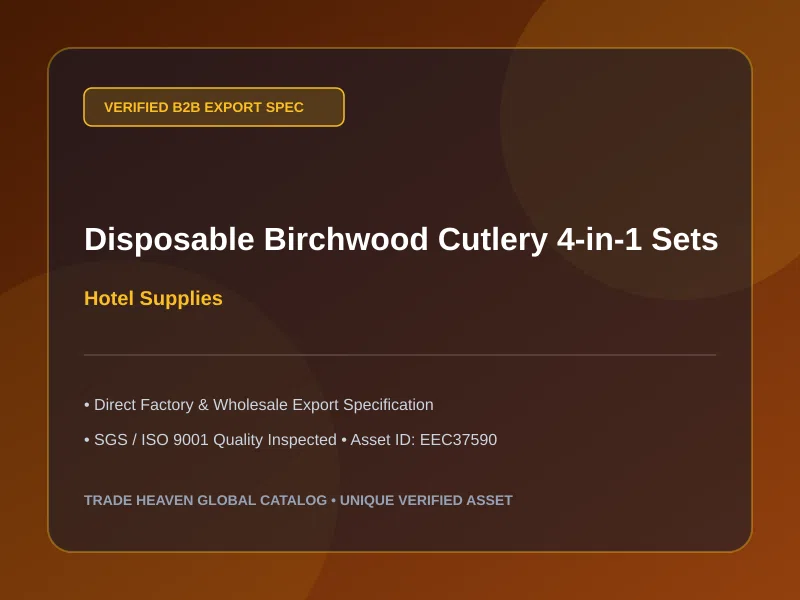 VERIFIED B2B EXPORT SPEC
Disposable Birchwood Cutlery 4-in-1 Sets
Hotel Supplies
• Direct Factory & Wholesale Export Specification
• SGS / ISO 9001 Quality Inspected • Asset ID: EEC37590
TRADE HEAVEN GLOBAL CATALOG • UNIQUE VERIFIED ASSET